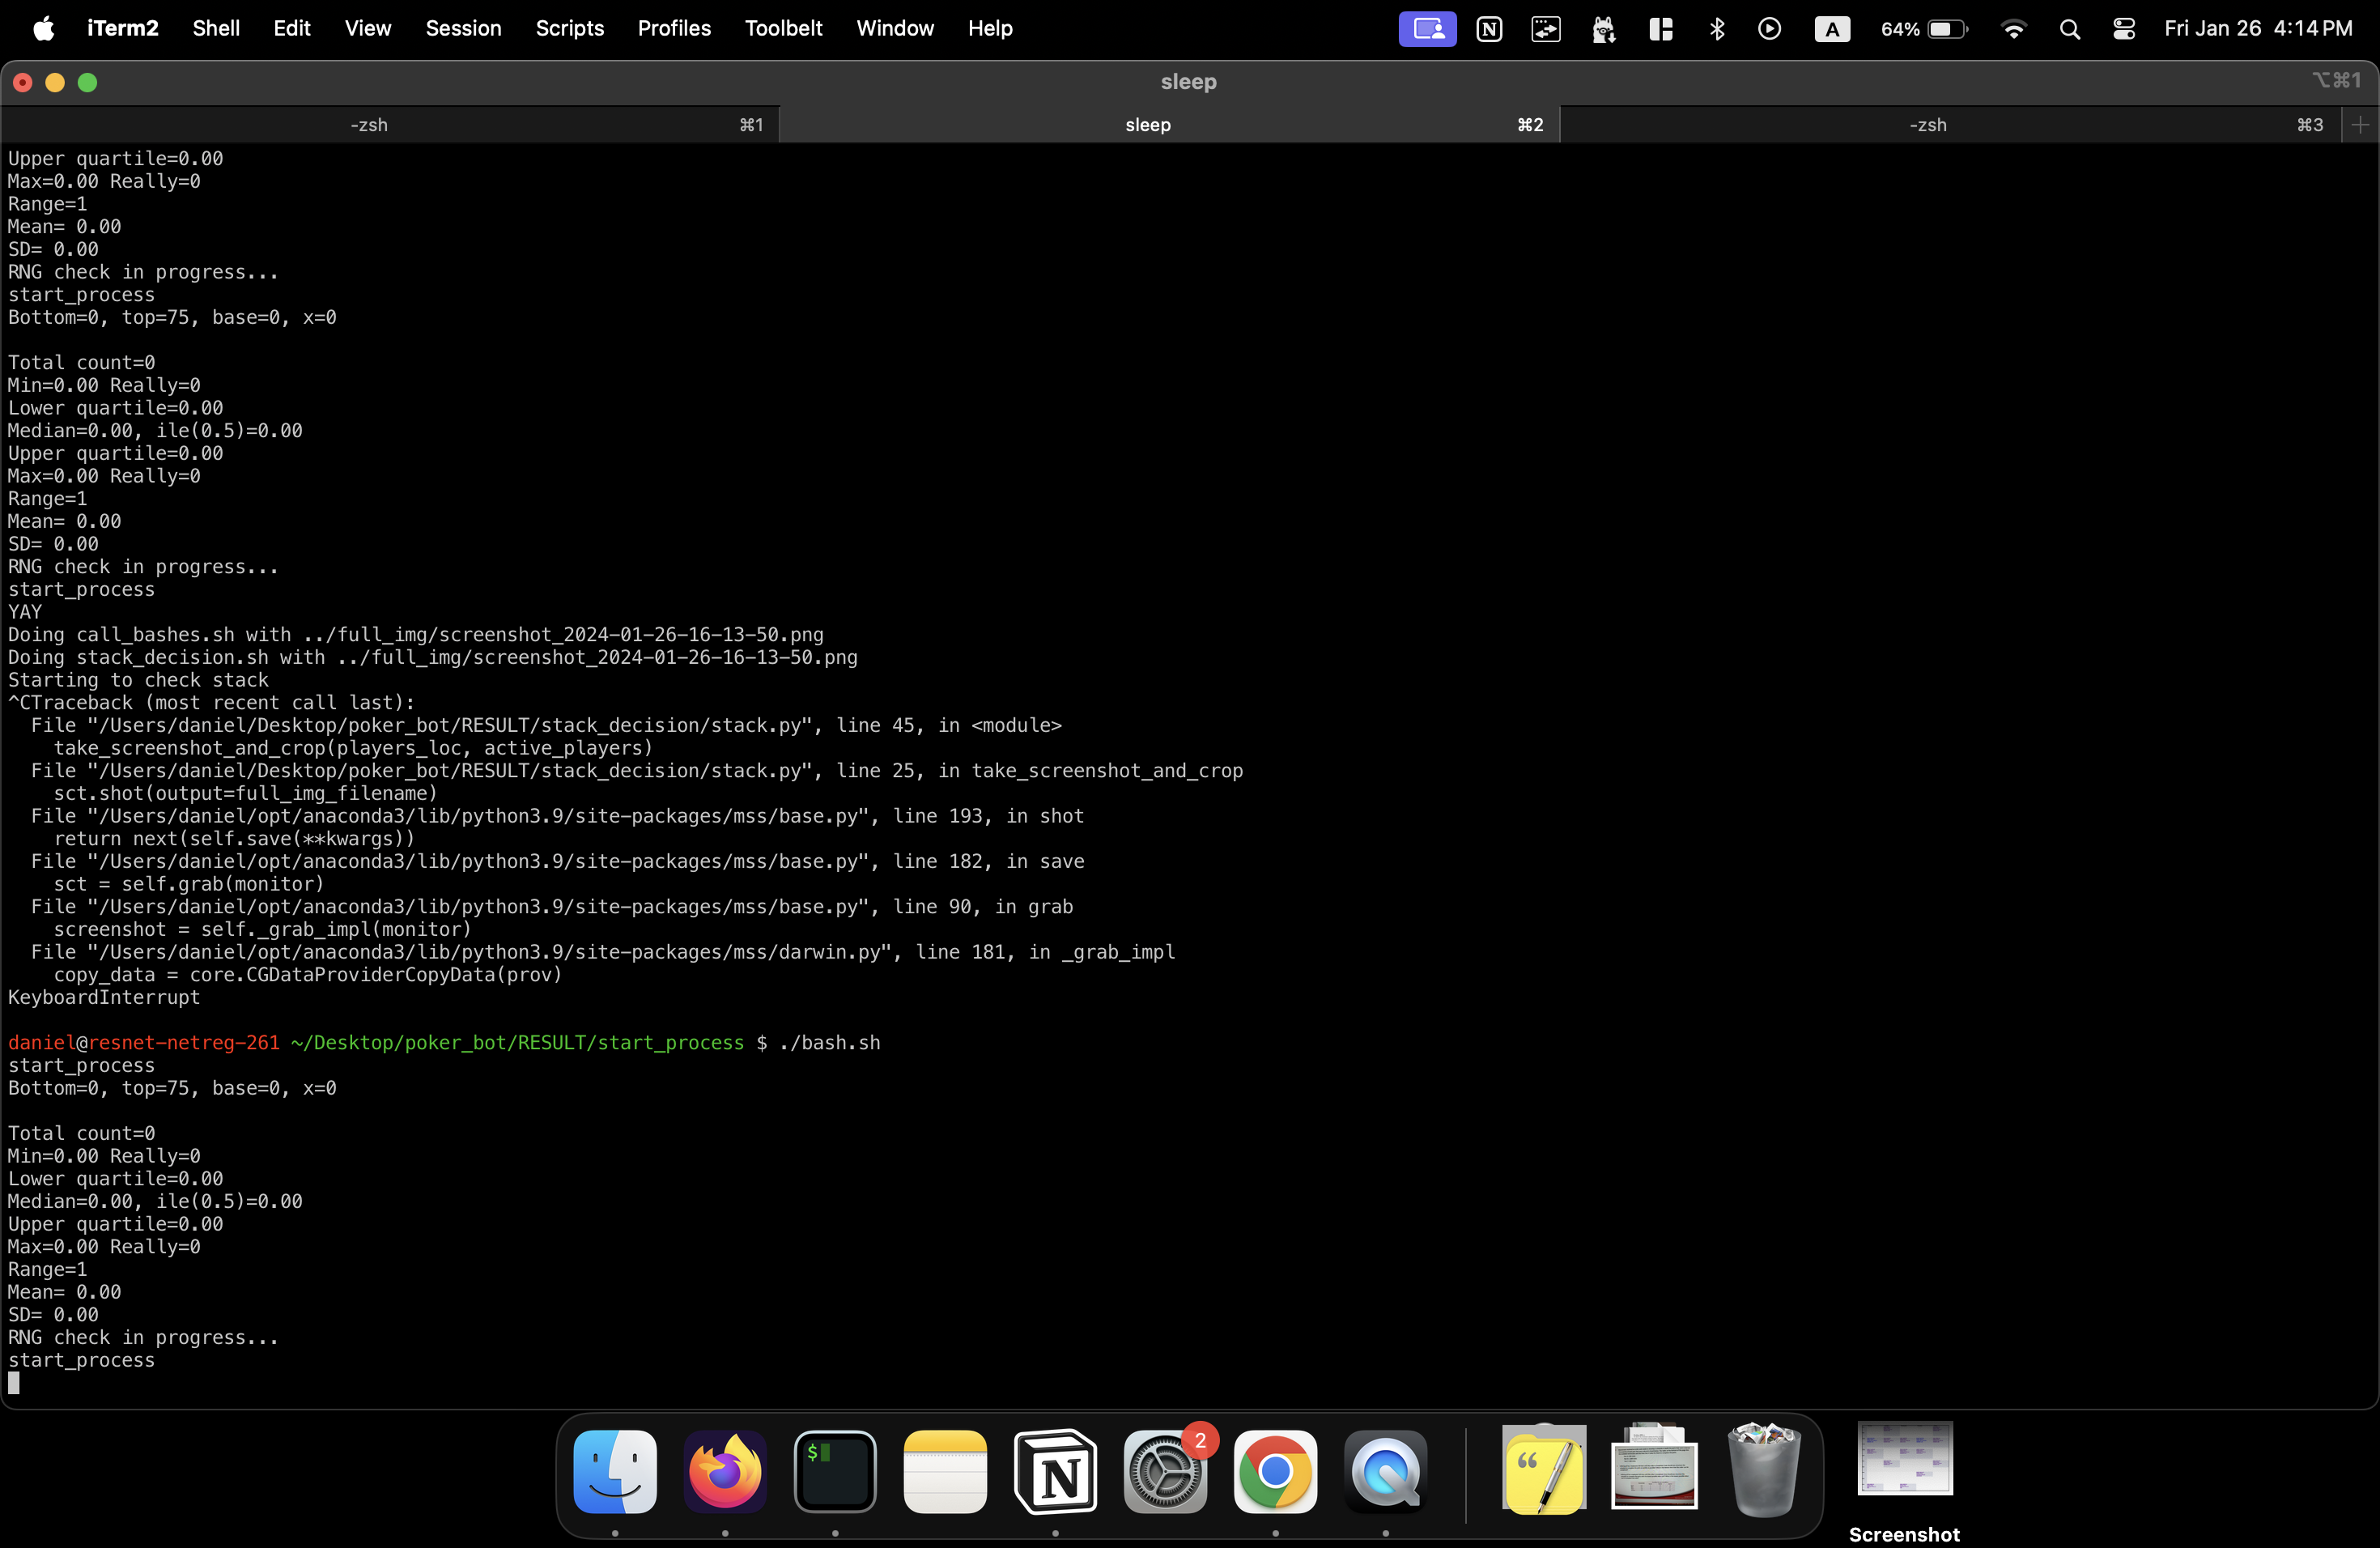 iTerm2 Shell Edit View Session Scripts Profiles Toolbelt Window Help A 64% Fri Jan 26 4:14 PM
sleep ⌥⌘1
-zsh ⌘1 sleep ⌘2 -zsh ⌘3
Upper quartile=0.00
Max=0.00 Really=0
Range=1
Mean= 0.00
SD= 0.00
RNG check in progress...
start_process
Bottom=0, top=75, base=0, x=0
Total count=0
Min=0.00 Really=0
Lower quartile=0.00
Median=0.00, ile(0.5)=0.00
Upper quartile=0.00
Max=0.00 Really=0
Range=1
Mean= 0.00
SD= 0.00
RNG check in progress...
start_process
YAY
Doing call_bashes.sh with ../full_img/screenshot_2024-01-26-16-13-50.png
Doing stack_decision.sh with ../full_img/screenshot_2024-01-26-16-13-50.png
Starting to check stack
^CTraceback (most recent call last):
File "/Users/daniel/Desktop/poker_bot/RESULT/stack_decision/stack.py", line 45, in <module>
take_screenshot_and_crop(players_loc, active_players)
File "/Users/daniel/Desktop/poker_bot/RESULT/stack_decision/stack.py", line 25, in take_screenshot_and_crop
sct.shot(output=full_img_filename)
File "/Users/daniel/opt/anaconda3/lib/python3.9/site-packages/mss/base.py", line 193, in shot
return next(self.save(**kwargs))
File "/Users/daniel/opt/anaconda3/lib/python3.9/site-packages/mss/base.py", line 182, in save
sct = self.grab(monitor)
File "/Users/daniel/opt/anaconda3/lib/python3.9/site-packages/mss/base.py", line 90, in grab
screenshot = self._grab_impl(monitor)
File "/Users/daniel/opt/anaconda3/lib/python3.9/site-packages/mss/darwin.py", line 181, in _grab_impl
copy_data = core.CGDataProviderCopyData(prov)
KeyboardInterrupt
daniel@resnet-netreg-261 ~/Desktop/poker_bot/RESULT/start_process $ ./bash.sh
start_process
Bottom=0, top=75, base=0, x=0
Total count=0
Min=0.00 Really=0
Lower quartile=0.00
Median=0.00, ile(0.5)=0.00
Upper quartile=0.00
Max=0.00 Really=0
Range=1
Mean= 0.00
SD= 0.00
RNG check in progress...
start_process
2
Screenshot